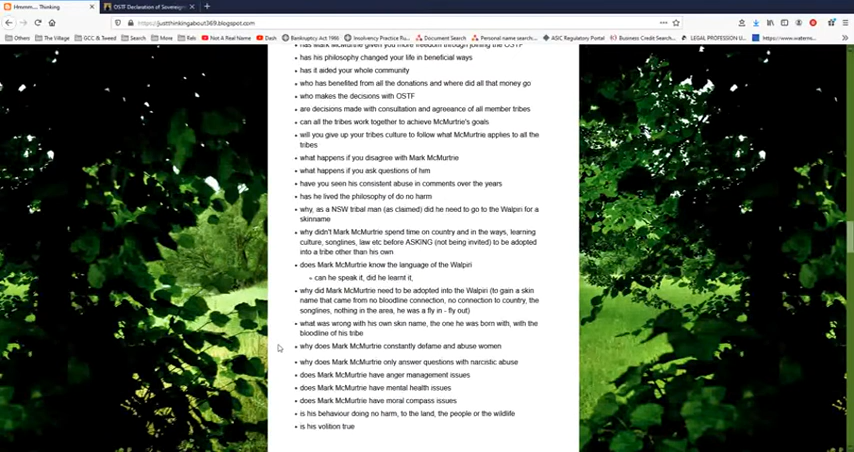 Hmmm..... Thinking
OSTF Declaration of Sovereign
https://justthinkingabout369.blogspot.com
Others
The Village
GCC & Tweed
Search
Min
Rels
Not A Real Name
Dash
Bankruptcy Act 1966
Insolvency Practice Ru...
Document Search
Personal name search...
ASIC Regulatory Portal
Business Credit Search...
LEGAL PROFESSION U...
https://www.waterns...
has Mark McMurtrie given you more freedom through joining the OSTF
has his philosophy changed your life in beneficial ways
has it aided your whole community
who has benefited from all the donations and where did all that money go
who makes the decisions with OSTF
are decisions made with consultation and agreeance of all member tribes
can all the tribes work together to achieve McMurtrie's goals
will you give up your tribes culture to follow what McMurtrie applies to all the
tribes
what happens if you disagree with Mark McMurtrie
what happens if you ask questions of him
have you seen his consistent abuse in comments over the years
has he lived the philosophy of do no harm
why, as a NSW tribal man (as claimed) did he need to go to the Walpiri for a
skinname
why didn't Mark McMurtrie spend time on country and in the ways, learning
culture, songlines, law etc before ASKING (not being invited) to be adopted
into a tribe other than his own
does Mark McMurtrie know the language of the Walpiri
can he speak it, did he learnt it,
why did Mark McMurtrie need to be adopted into the Walpiri (to gain a skin
name that came from no bloodline connection, no connection to country, the
songlines, nothing in the area, he was a fly in - fly out)
what was wrong with his own skin name, the one he was born with, with the
bloodline of his tribe
why does Mark McMurtrie constantly defame and abuse women
why does Mark McMurtrie only answer questions with narcistic abuse
does Mark McMurtrie have anger management issues
does Mark McMurtrie have mental health issues
does Mark McMurtrie have moral compass issues
is his behaviour doing no harm, to the land, the people or the wildlife
is his volition true